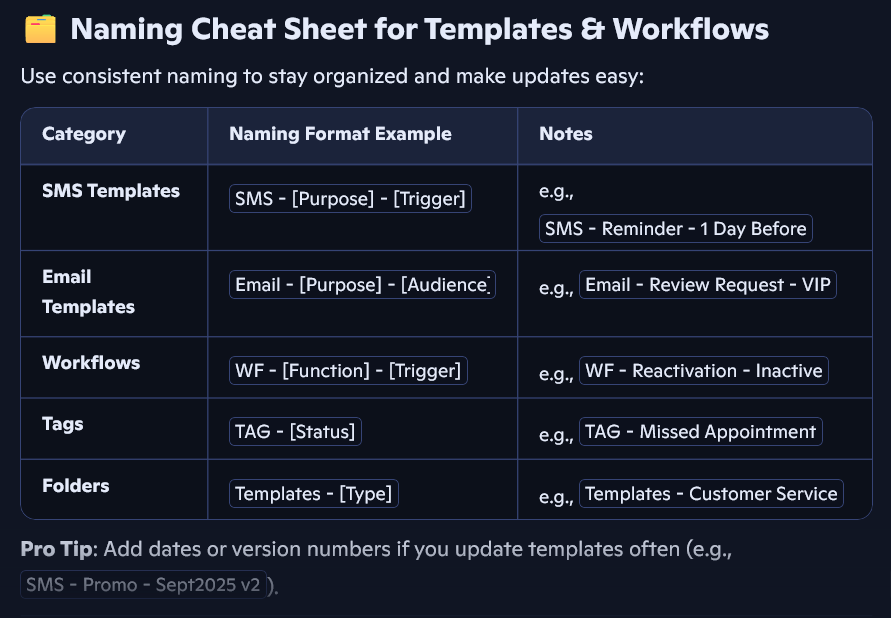 🗂️ Naming Cheat Sheet for Templates & Workflows
Use consistent naming to stay organized and make updates easy:
Category Naming Format Example Notes
SMS Templates SMS - [Purpose] - [Trigger] e.g.,
SMS - Reminder - 1 Day Before
Email
Templates Email - [Purpose] - [Audience] e.g., Email - Review Request - VIP
Workflows WF - [Function] - [Trigger] e.g., WF - Reactivation - Inactive
Tags TAG - [Status] e.g., TAG - Missed Appointment
Folders Templates - [Type] e.g., Templates - Customer Service
Pro Tip: Add dates or version numbers if you update templates often (e.g.,
SMS - Promo - Sept2025 v2).